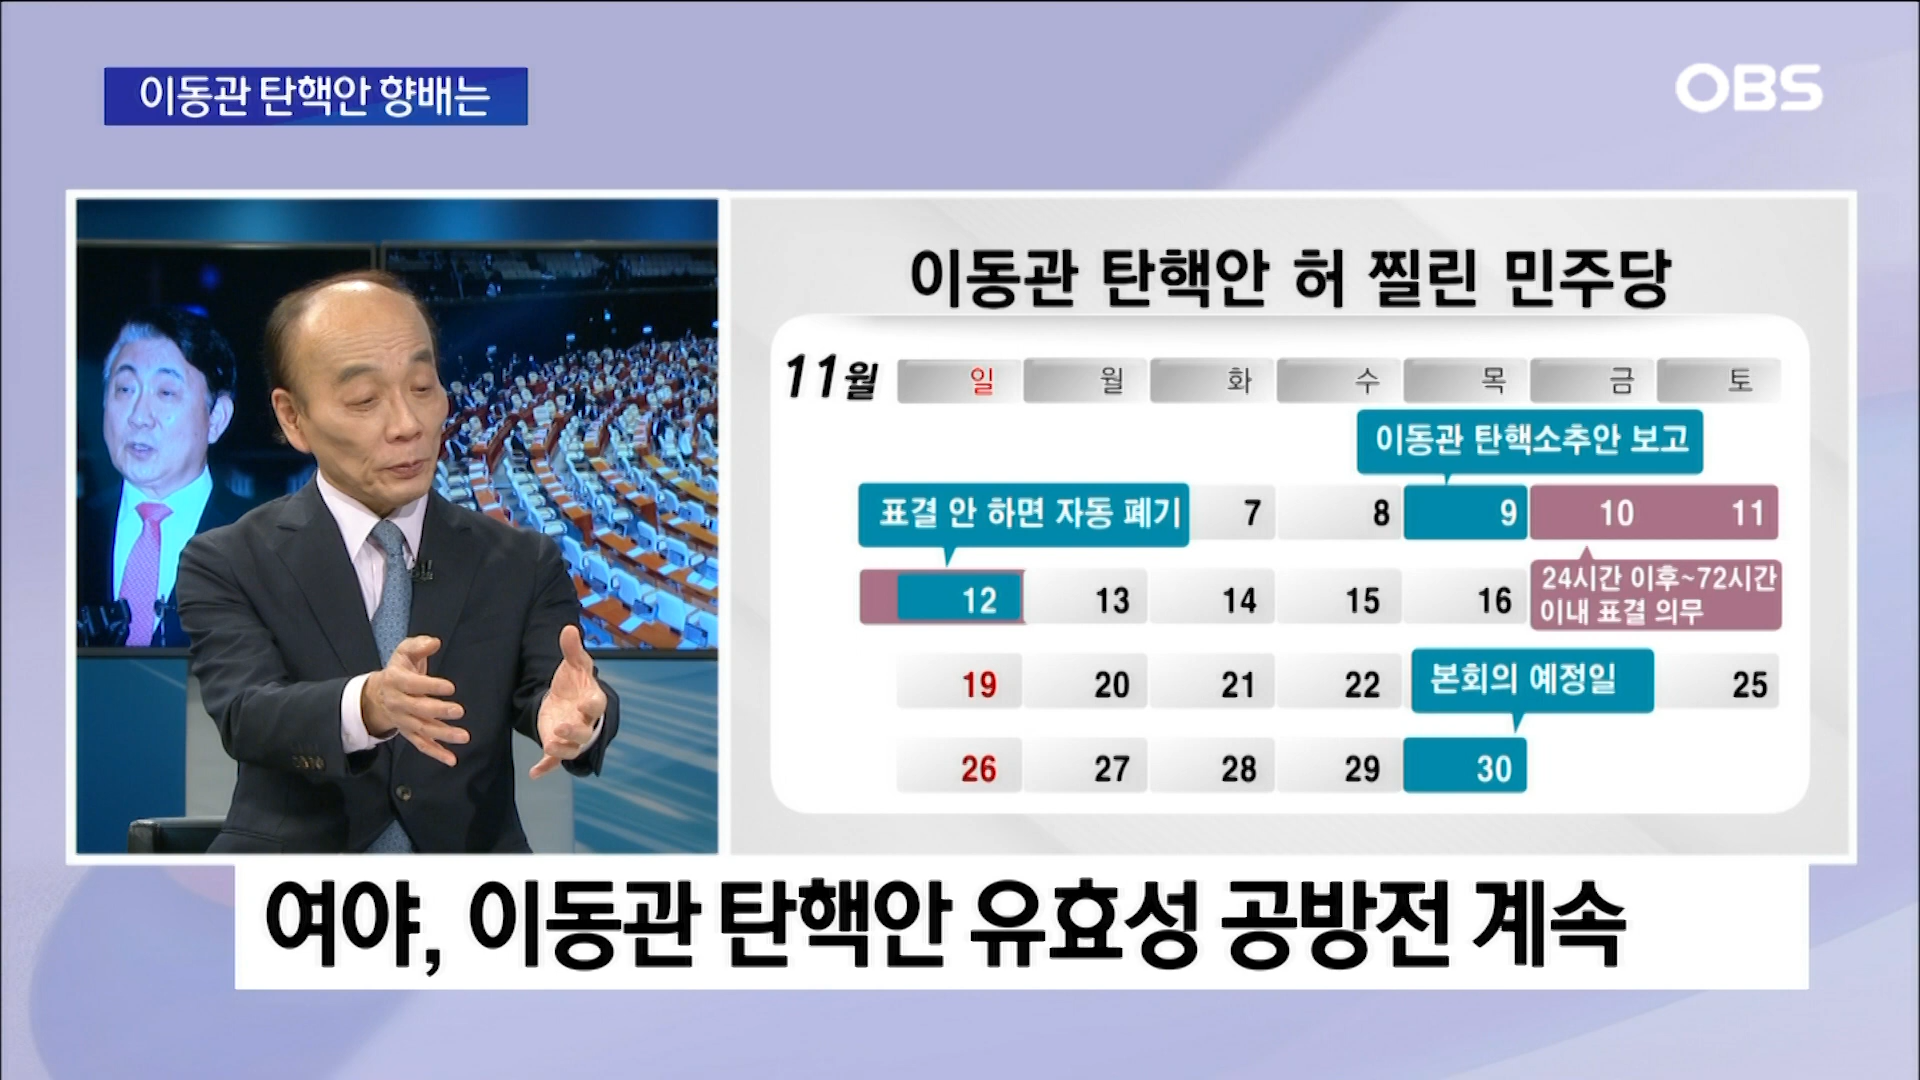 이동관 탄핵안 향배는
OBS
이동관 탄핵안 허 찔린 민주당
11월 일 월 화 수 목 금 토
이동관 탄핵소추안 보고
표결 안 하면 자동 폐기 7 8 9 10 11
12 13 14 15 16
24시간 이후~72시간
이내 표결 의무
19 20 21 22
본회의 예정일
25
26 27 28 29 30
여야, 이동관 탄핵안 유효성 공방전 계속